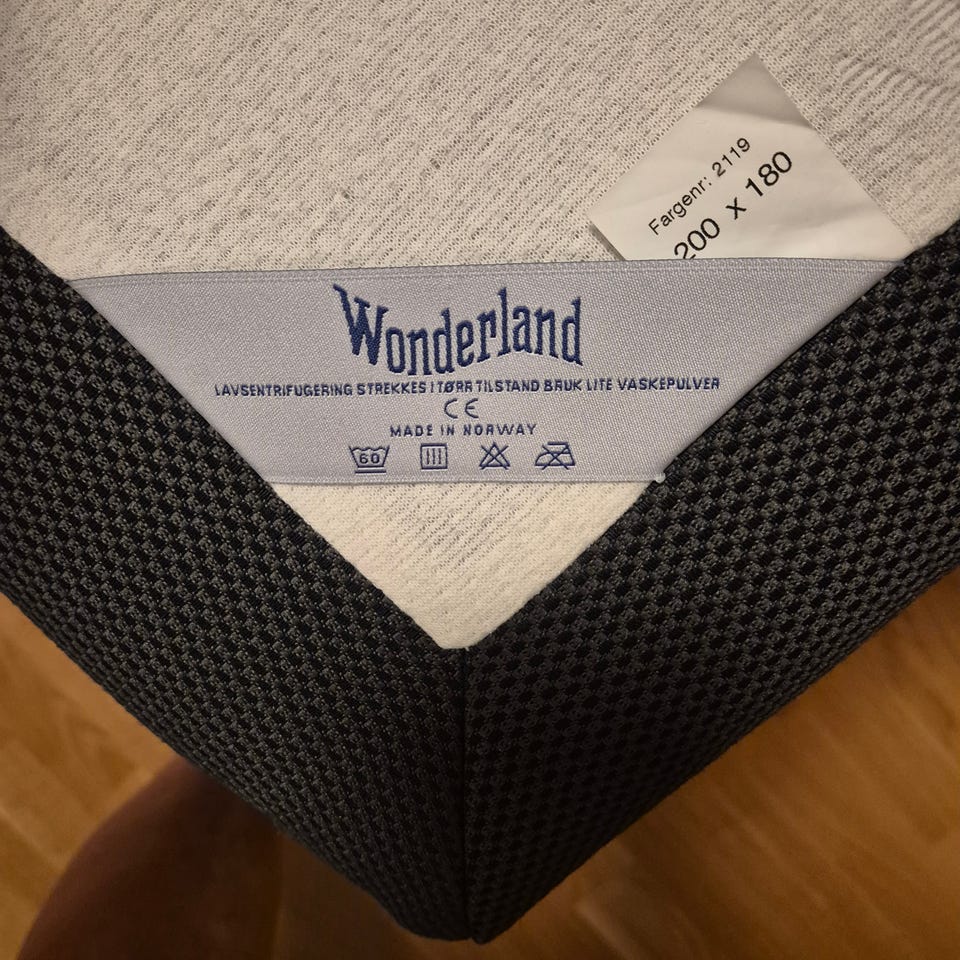 Fargenr: 2119
200 x 180
Wonderland
LAVSENTRIFUGERING STREKKES I TØRR TILSTAND BRUK LITE VASKEPULVER
CE
MADE IN NORWAY
60